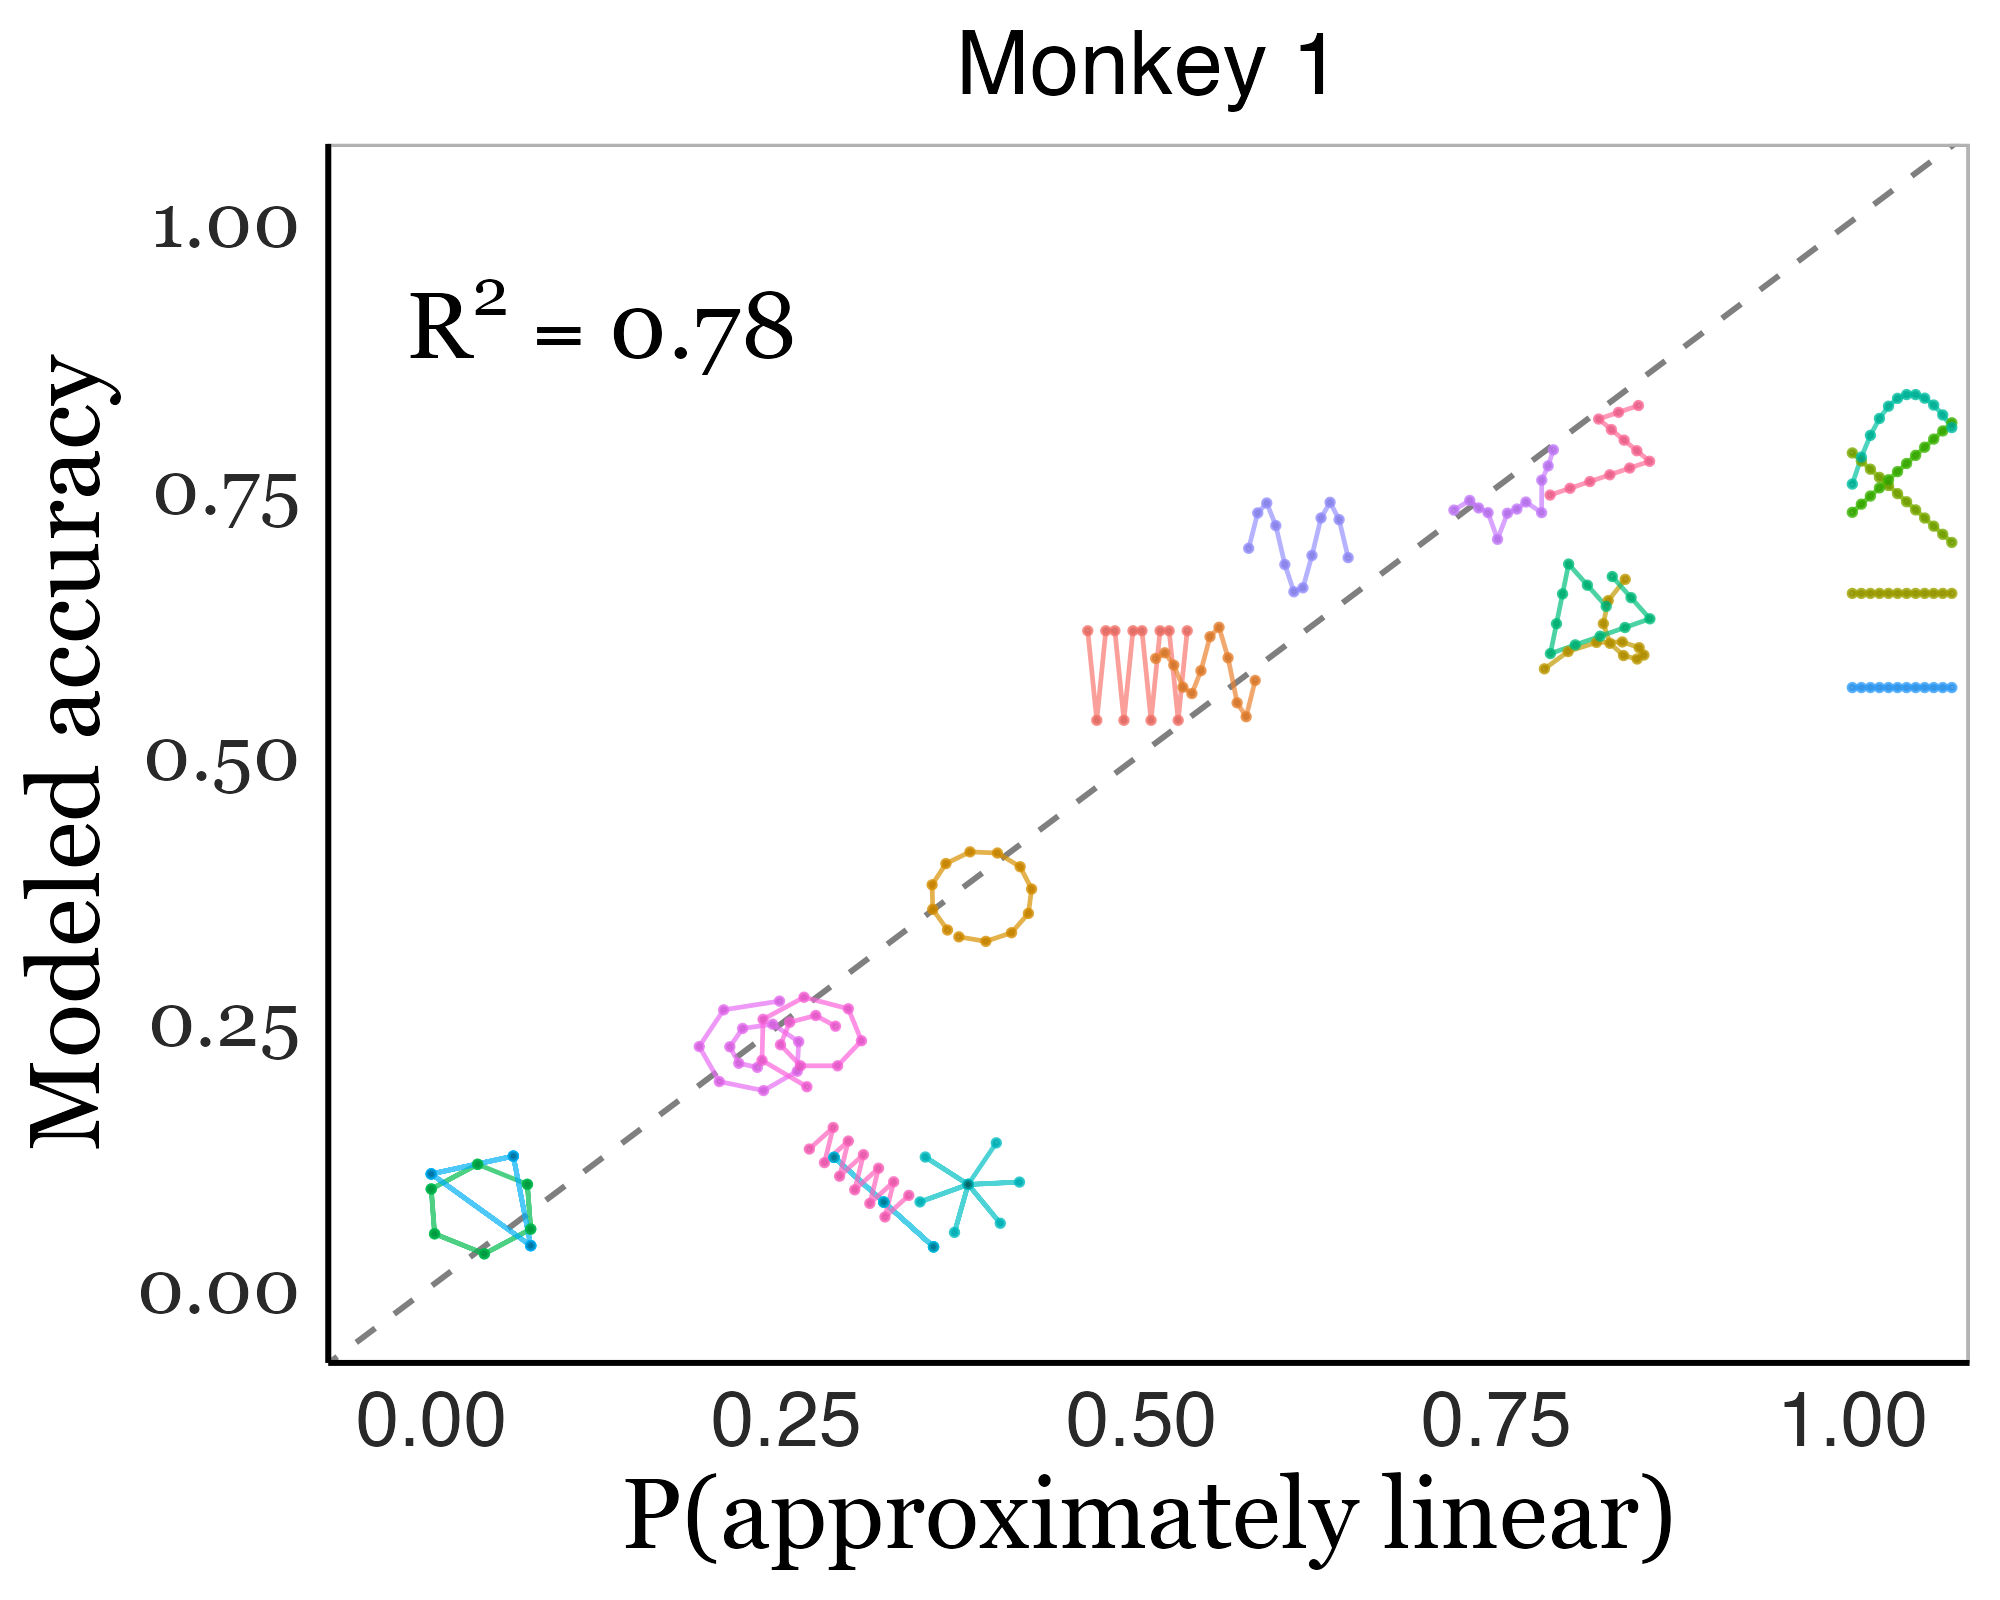 Monkey 1
1.00
R² = 0.78
0.75
0.50
0.25
0.00
Modeled accuracy
0.00 0.25 0.50 0.75 1.00
P(approximately linear)